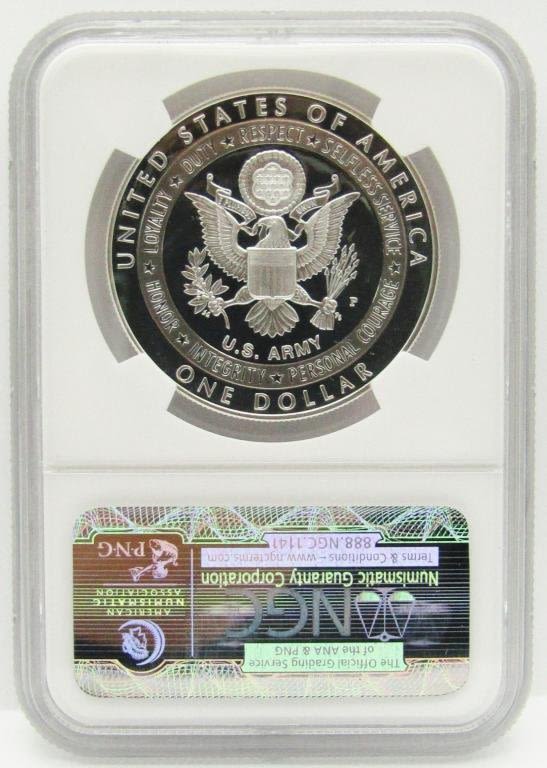 UNITED STATES OF AMERICA
LOYALTY ★ DUTY ★ RESPECT ★ SELFLESS SERVICE
★ HONOR ★ INTEGRITY ★ PERSONAL COURAGE ★
P
U.S. ARMY
ONE DOLLAR
The Official Grading Service
of the ANA & PNG
NGC
Numismatic Guaranty Corporation
Terms & Conditions – www.ngcterms.com
888.NGC.1141
AMERICAN
NUMISMATIC
ASSOCIATION
PNG